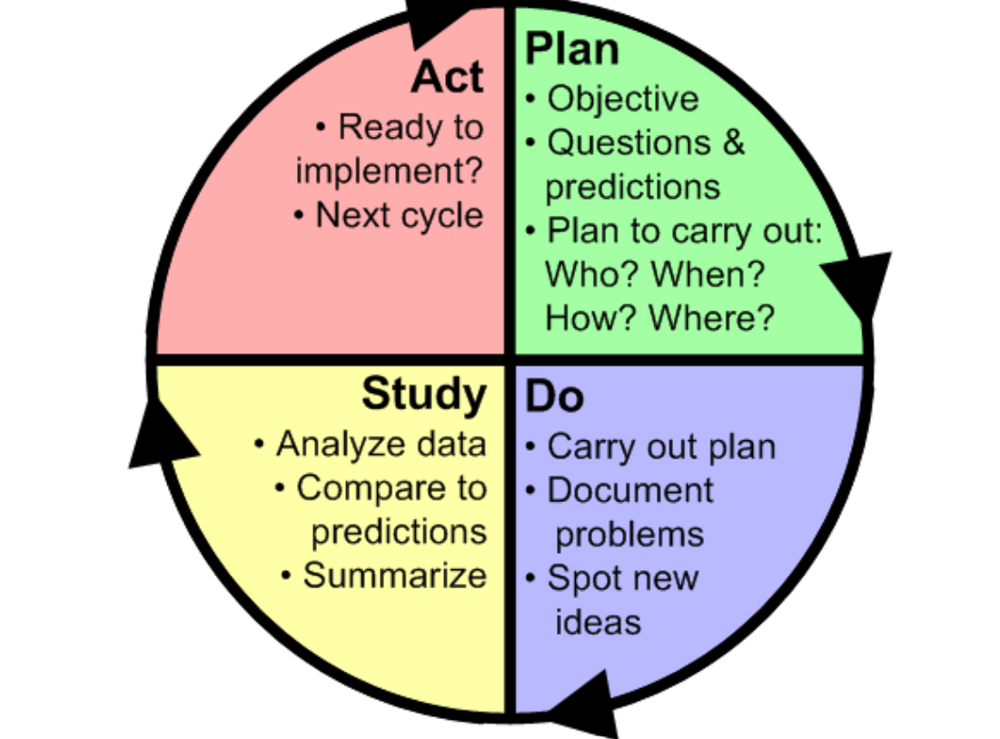 Plan
• Objective
• Questions &
predictions
• Plan to carry out:
Who? When?
How? Where?
Do
• Carry out plan
• Document
problems
• Spot new
ideas
Study
• Analyze data
• Compare to
predictions
• Summarize
Act
• Ready to
implement?
• Next cycle